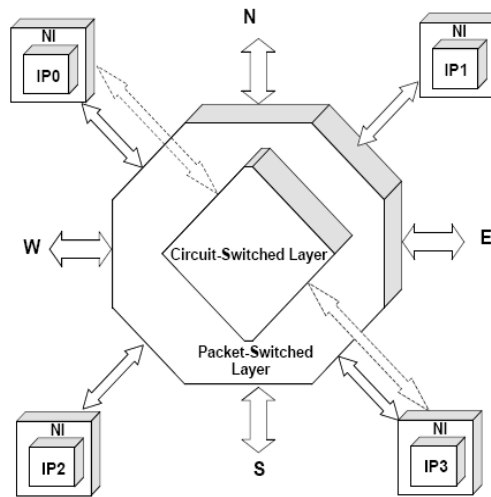 N
NI
IP0
NI
IP1
W
E
Circuit-Switched Layer
Packet-Switched
Layer
NI
IP2
S
NI
IP3